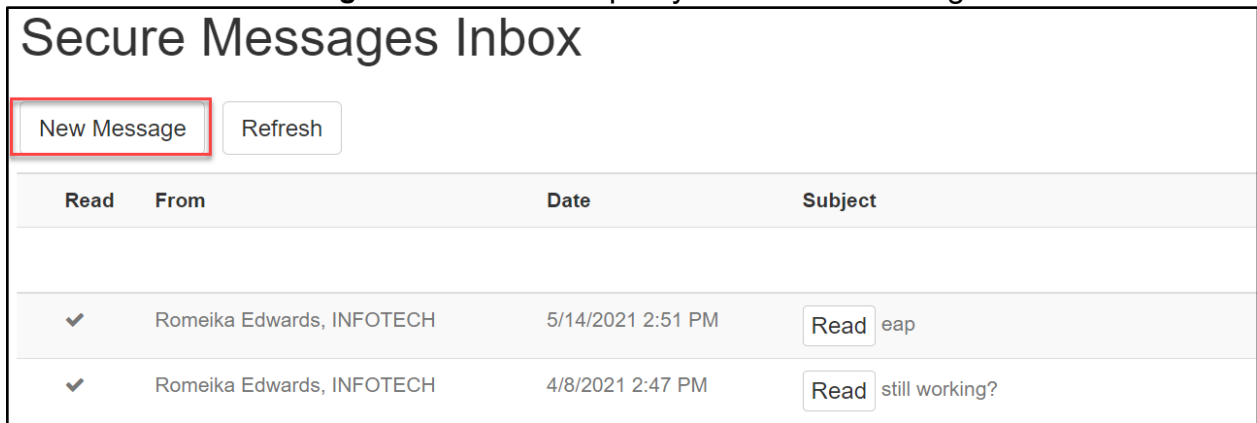 Secure Messages Inbox
New Message Refresh
Read From Date Subject
Romeika Edwards, INFOTECH 5/14/2021 2:51 PM Read eap
Romeika Edwards, INFOTECH 4/8/2021 2:47 PM Read still working?